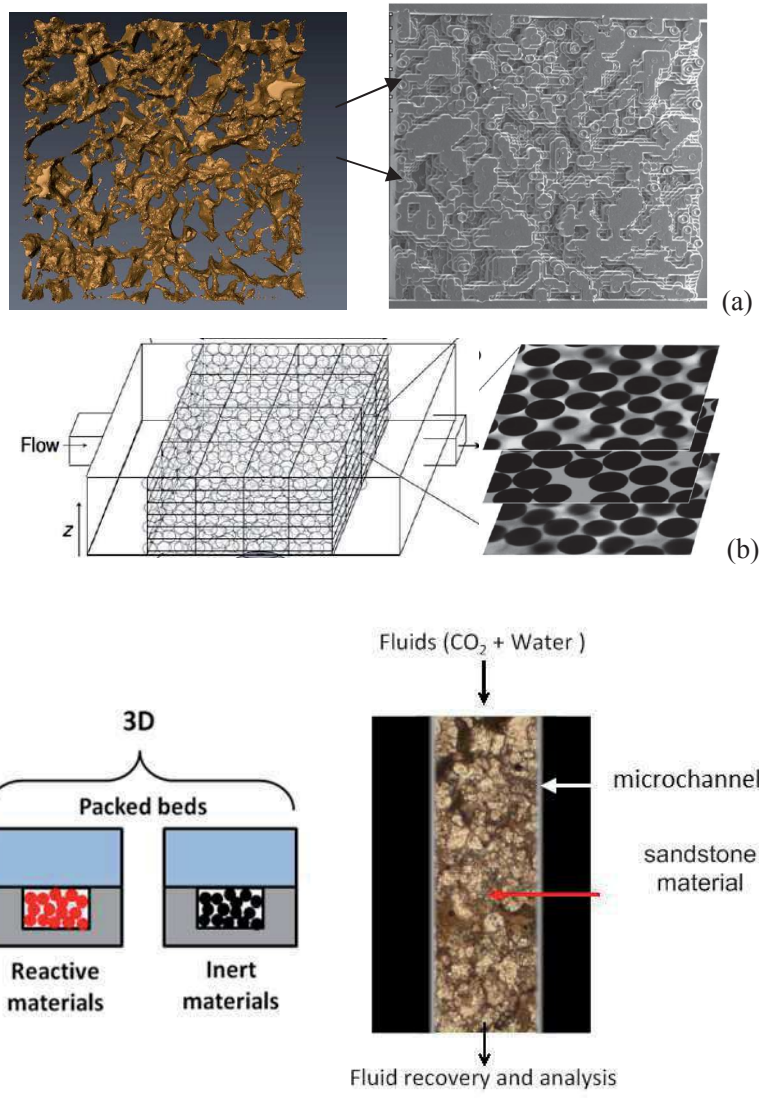 (a)
Flow
z
(b)
Fluids (CO₂ + Water )
3D
Packed beds
microchannel
sandstone
material
Reactive
materials
Inert
materials
Fluid recovery and analysis